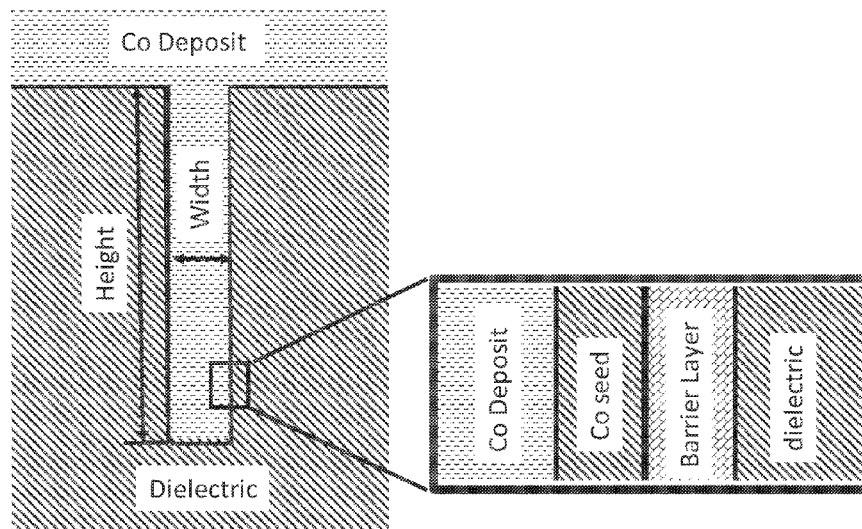 Co Deposit
Width
Height
Dielectric
Co Deposit
Co seed
Barrier Layer
dielectric